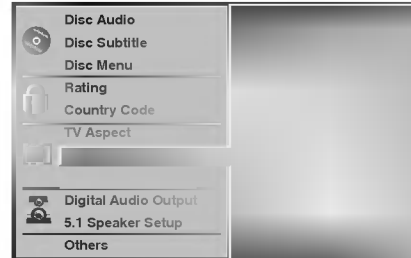 Disc Audio
Disc Subtitle
Disc Menu
Rating
Country Code
TV Aspect
Digital Audio Output
5.1 Speaker Setup
Others